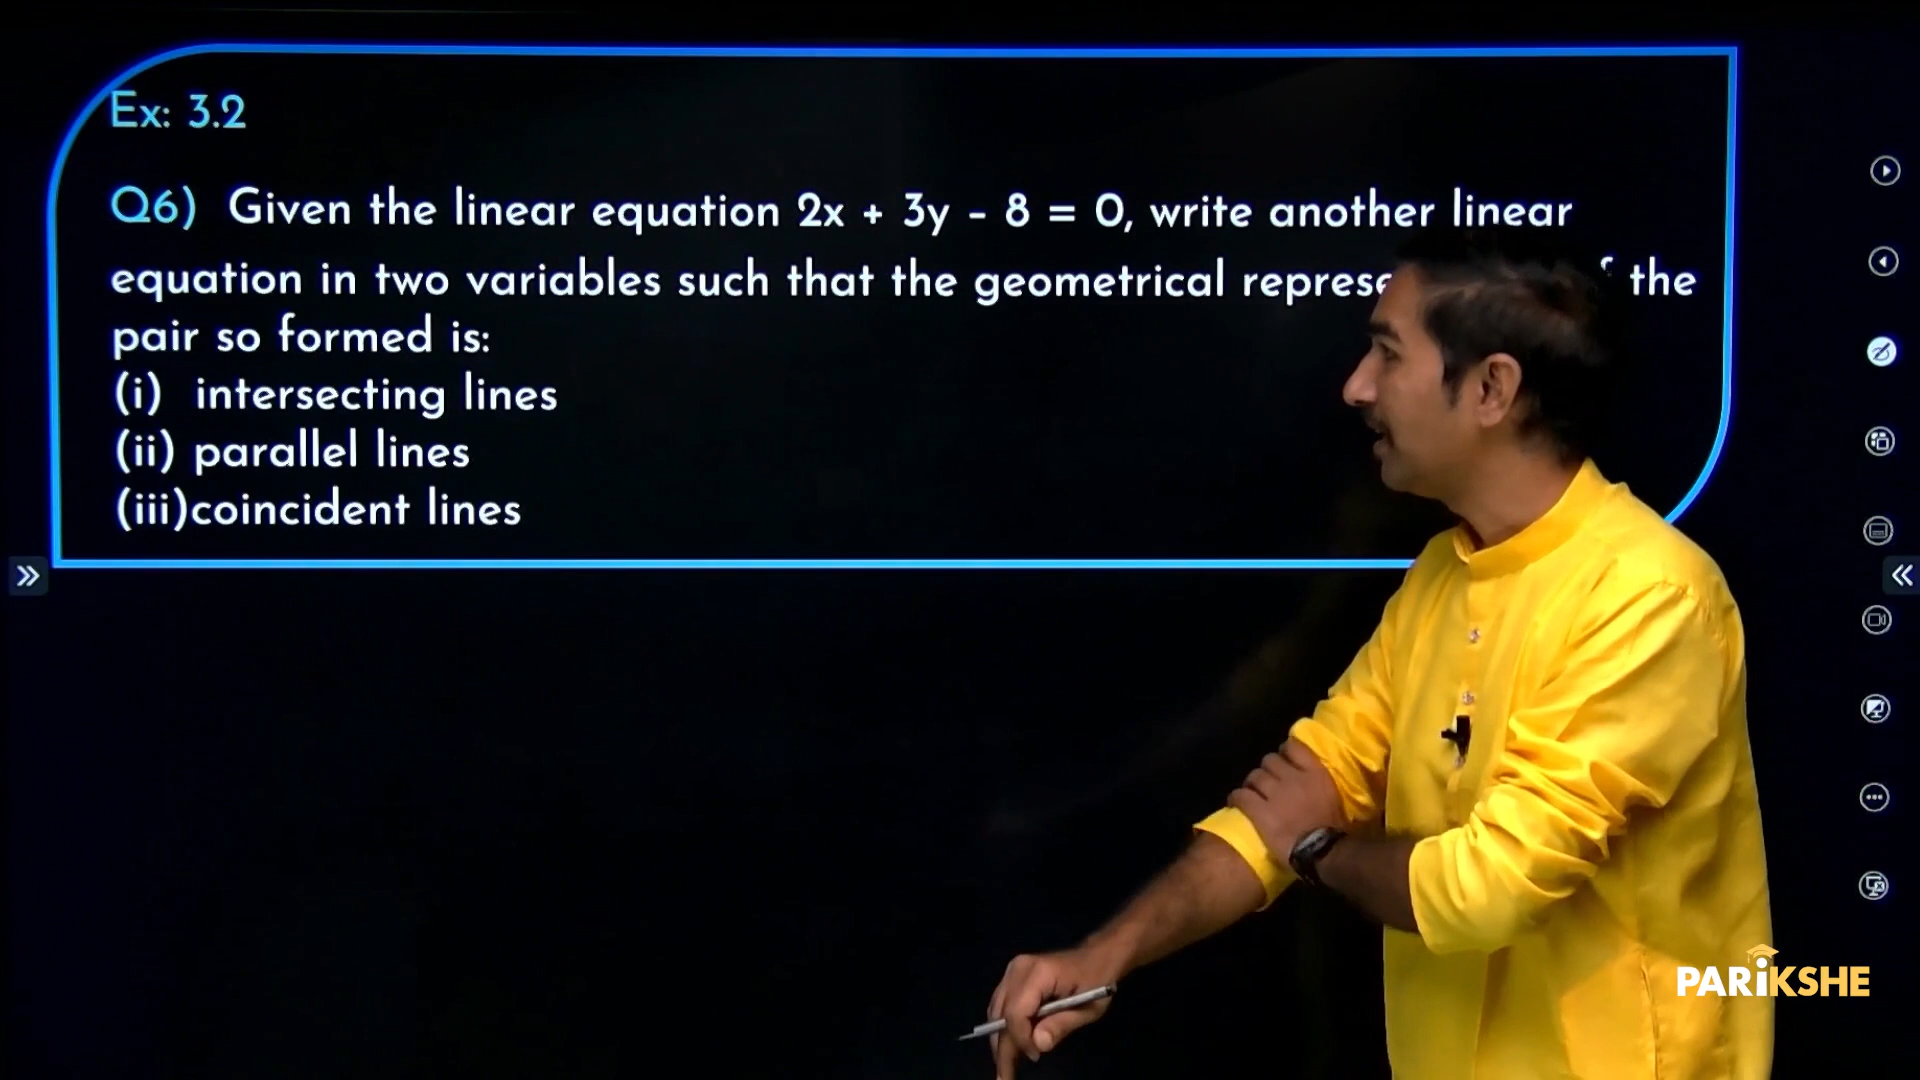 Ex: 3.2
Q6) Given the linear equation 2x + 3y - 8 = 0, write another linear
equation in two variables such that the geometrical the
pair so formed is:
(i) intersecting lines
(ii) parallel lines
(iii)coincident lines
PARiKSHE